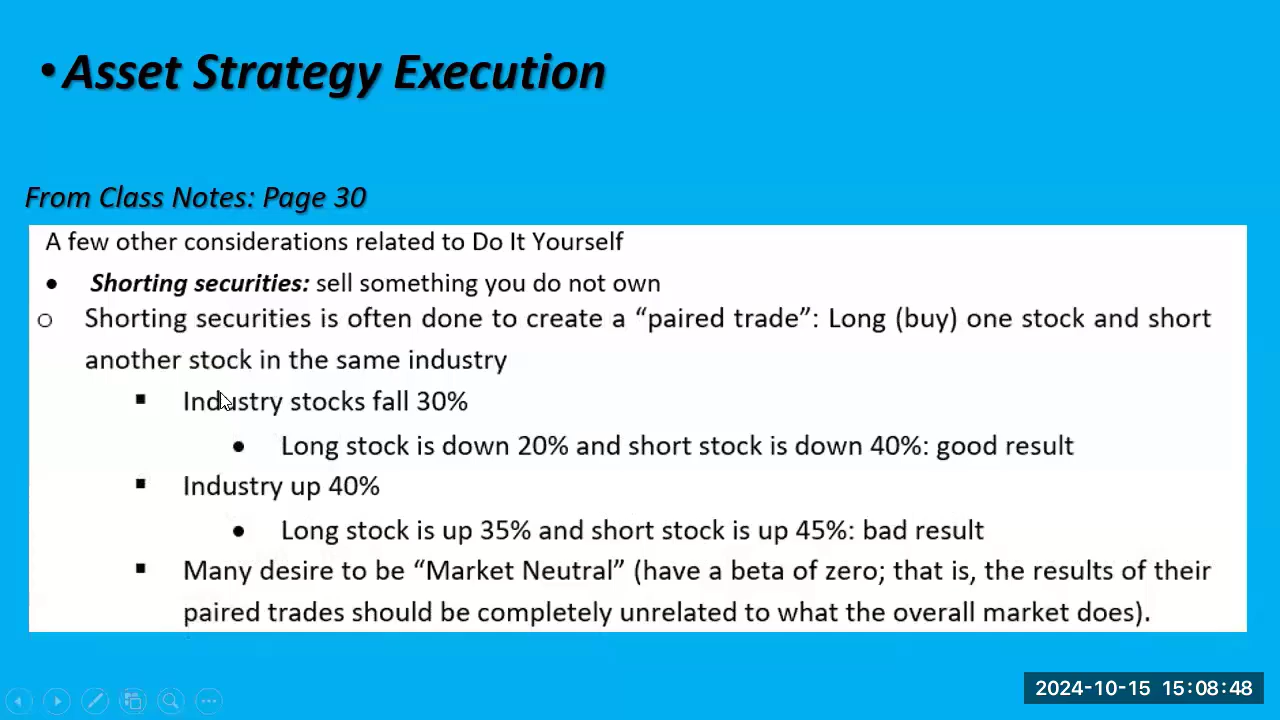 • Asset Strategy Execution
From Class Notes: Page 30
A few other considerations related to Do It Yourself
● Shorting securities: sell something you do not own
o Shorting securities is often done to create a “paired trade”: Long (buy) one stock and short
another stock in the same industry
▪ Industry stocks fall 30%
● Long stock is down 20% and short stock is down 40%: good result
▪ Industry up 40%
● Long stock is up 35% and short stock is up 45%: bad result
▪ Many desire to be “Market Neutral” (have a beta of zero; that is, the results of their
paired trades should be completely unrelated to what the overall market does).
2024-10-15 15:08:48